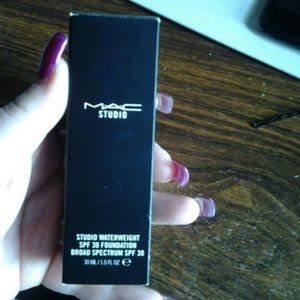 MAC
STUDIO
STUDIO WATERWEIGHT
SPF 30 FOUNDATION
BROAD SPECTRUM SPF 30
30 ML / 1.0 FL OZ ℮